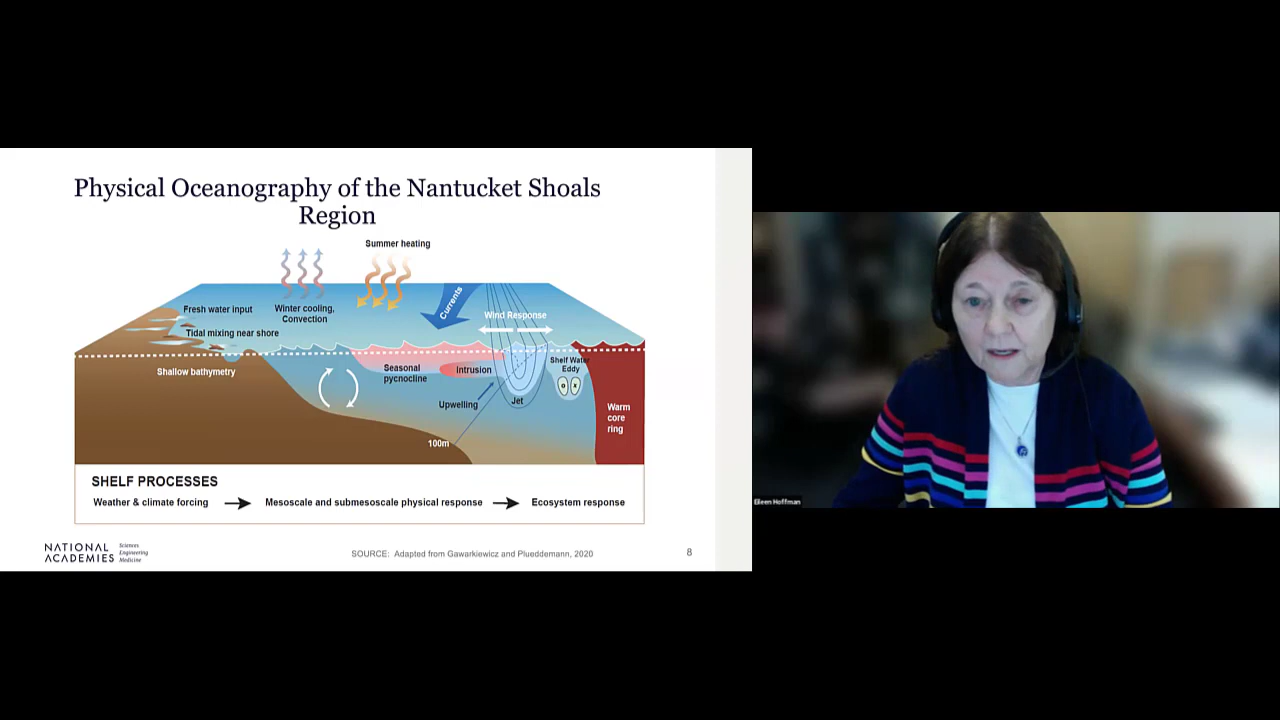 Physical Oceanography of the Nantucket Shoals
Region
Summer heating
Fresh water input
Winter cooling,
Convection
Currents
Wind Response
Tidal mixing near shore
Shallow bathymetry
Seasonal
pycnocline
intrusion
Shelf Water
Eddy
Upwelling
Jet
Warm
core
ring
100m
SHELF PROCESSES
Weather & climate forcing
Mesoscale and submesoscale physical response
Ecosystem response
NATIONAL
ACADEMIES
Sciences
Engineering
Medicine
SOURCE: Adapted from Gawarkiewicz and Plueddemann, 2020
8
Eileen Hoffman